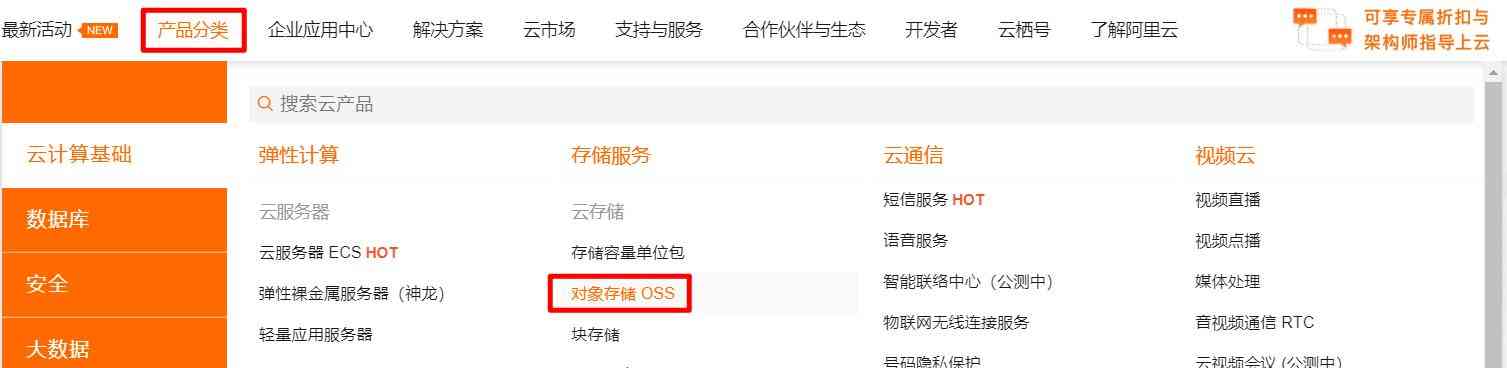 最新活动 NEW 产品分类 企业应用中心 解决方案 云市场 支持与服务 合作伙伴与生态 开发者 云栖号 了解阿里云
可享专属折扣与
架构师指导上云
搜索云产品
云计算基础
数据库
安全
大数据
弹性计算
云服务器
云服务器 ECS HOT
弹性裸金属服务器（神龙）
轻量应用服务器
存储服务
云存储
存储容量单位包
对象存储 OSS
块存储
云通信
短信服务 HOT
语音服务
智能联络中心（公测中）
物联网无线连接服务
号码隐私保护
视频云
视频直播
视频点播
媒体处理
音视频通信 RTC
云视频会议 (公测中)